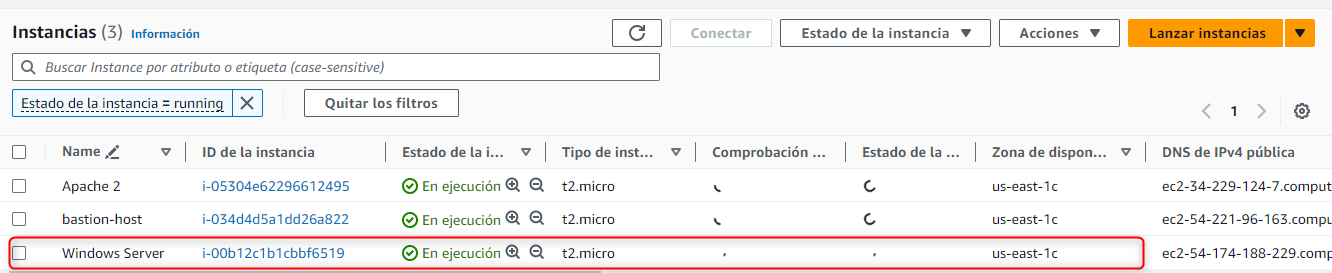 Instancias (3) Información
Conectar Estado de la instancia Acciones Lanzar instancias
Buscar Instance por atributo o etiqueta (case-sensitive)
Estado de la instancia = running Quitar los filtros
1
Name ID de la instancia Estado de la i... Tipo de inst... Comprobación ... Estado de la ... Zona de dispon... DNS de IPv4 pública
Apache 2 i-05304e62296612495 En ejecución t2.micro us-east-1c ec2-34-229-124-7.comput
bastion-host i-034d4d5a1dd26a822 En ejecución t2.micro us-east-1c ec2-54-221-96-163.comp
Windows Server i-00b12c1b1cbbf6519 En ejecución t2.micro us-east-1c ec2-54-174-188-229.comp